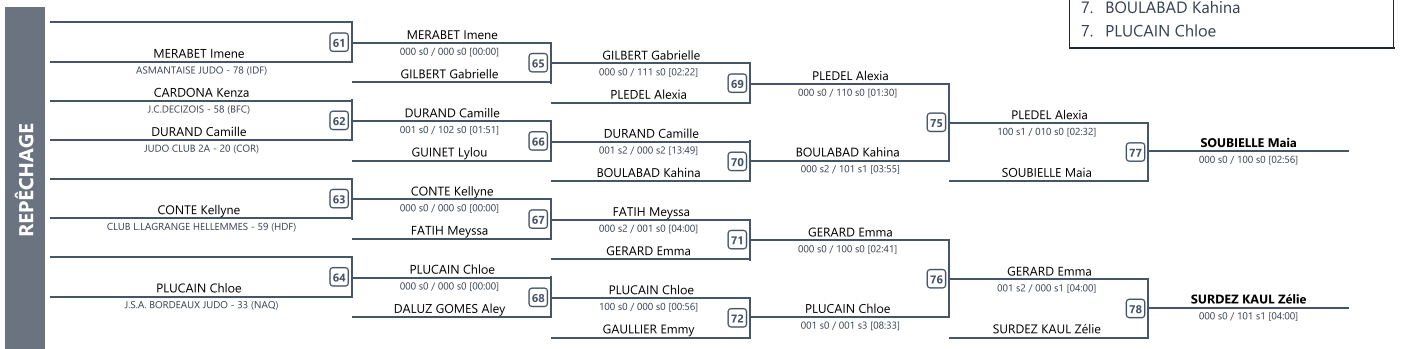 7. BOULABAD Kahina
7. PLUCAIN Chloe
REPÊCHAGE
61
MERABET Imene
ASMANTAISE JUDO - 78 (IDF)
CARDONA Kenza
J.C.DECIZOIS - 58 (BFC)
62
DURAND Camille
JUDO CLUB 2A - 20 (COR)
63
CONTE Kellyne
CLUB L.LAGRANGE HELLEMMES - 59 (HDF)
64
PLUCAIN Chloe
J.S.A. BORDEAUX JUDO - 33 (NAQ)
MERABET Imene
000 s0 / 000 s0 [00:00]
65
GILBERT Gabrielle
DURAND Camille
001 s0 / 102 s0 [01:51]
66
GUINET Lylou
CONTE Kellyne
000 s0 / 000 s0 [00:00]
67
FATIH Meyssa
PLUCAIN Chloe
000 s0 / 000 s0 [00:00]
68
DALUZ GOMES Aley
GILBERT Gabrielle
000 s0 / 111 s0 [02:22]
69
PLEDEL Alexia
DURAND Camille
001 s2 / 000 s2 [13:49]
70
BOULABAD Kahina
FATIH Meyssa
000 s2 / 001 s0 [04:00]
71
GERARD Emma
PLUCAIN Chloe
100 s0 / 000 s0 [00:56]
72
GAULLIER Emmy
PLEDEL Alexia
000 s0 / 110 s0 [01:30]
75
BOULABAD Kahina
000 s2 / 101 s1 [03:55]
GERARD Emma
000 s0 / 100 s0 [02:41]
76
PLUCAIN Chloe
001 s0 / 001 s3 [08:33]
PLEDEL Alexia
100 s1 / 010 s0 [02:32]
77
SOUBIELLE Maia
GERARD Emma
001 s2 / 000 s1 [04:00]
78
SURDEZ KAUL Zélie
SOUBIELLE Maia
000 s0 / 100 s0 [02:56]
SURDEZ KAUL Zélie
000 s0 / 101 s1 [04:00]